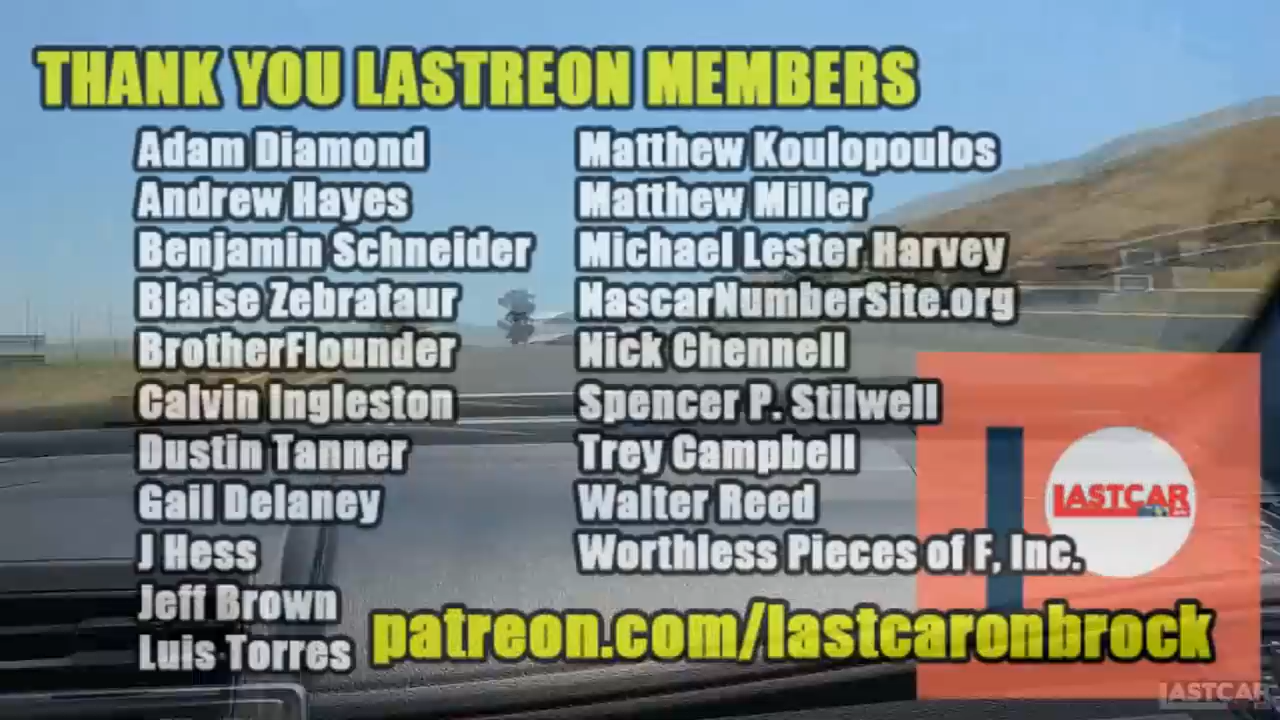 THANK YOU LASTREON MEMBERS
Adam Diamond
Andrew Hayes
Benjamin Schneider
Blaise Zebrataur
BrotherFlounder
Calvin Ingleston
Dustin Tanner
Gail Delaney
J Hess
Jeff Brown
Luis Torres
Matthew Koulopoulos
Matthew Miller
Michael Lester Harvey
NascarNumberSite.org
Nick Chennell
Spencer P. Stilwell
Trey Campbell
Walter Reed
Worthless Pieces of F, Inc.
LASTCAR
patreon.com/lastcaronbrock
LASTCAR